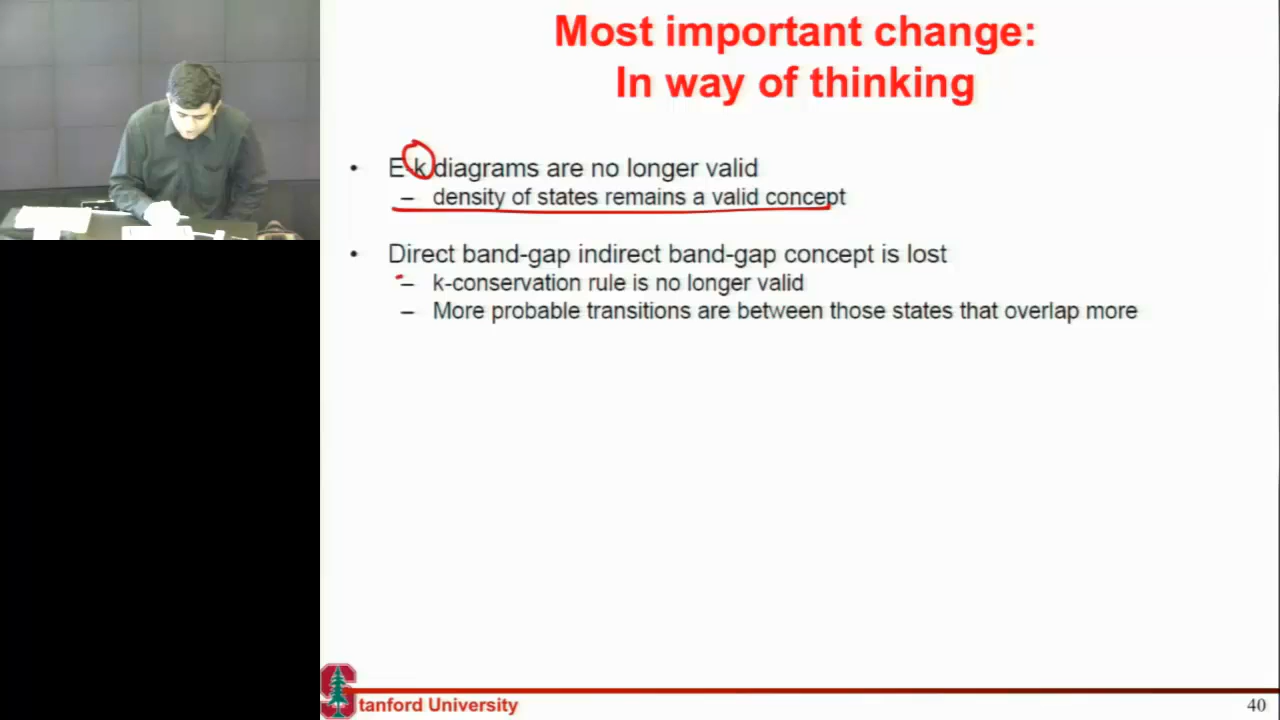 Most important change:
In way of thinking
• E-k diagrams are no longer valid
– density of states remains a valid concept
• Direct band-gap indirect band-gap concept is lost
– k-conservation rule is no longer valid
– More probable transitions are between those states that overlap more
Stanford University
40